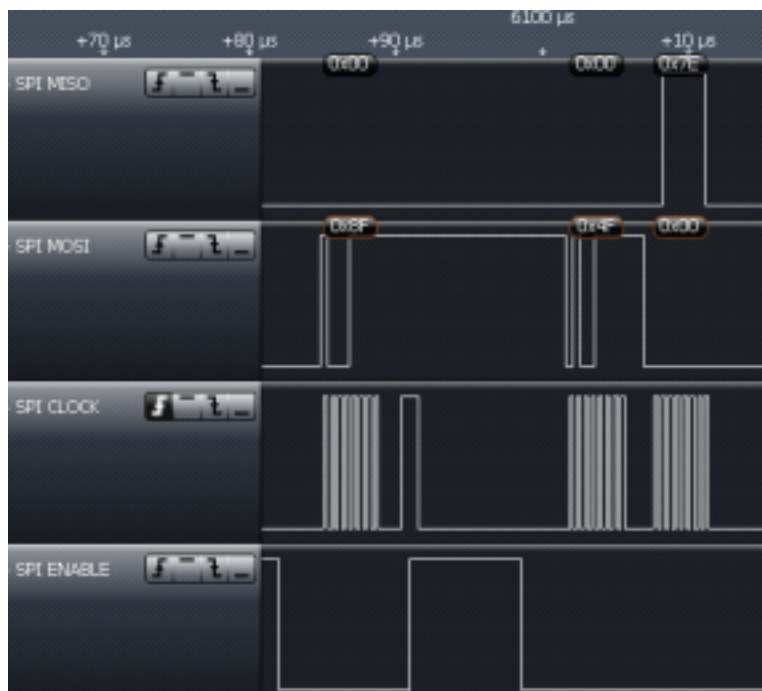 6100 µs
+70 µs +80 µs +90 µs +10 µs
0x00 0x00 0x7E
SPI MISO
0x8F 0x4F 0x00
SPI MOSI
SPI CLOCK
SPI ENABLE